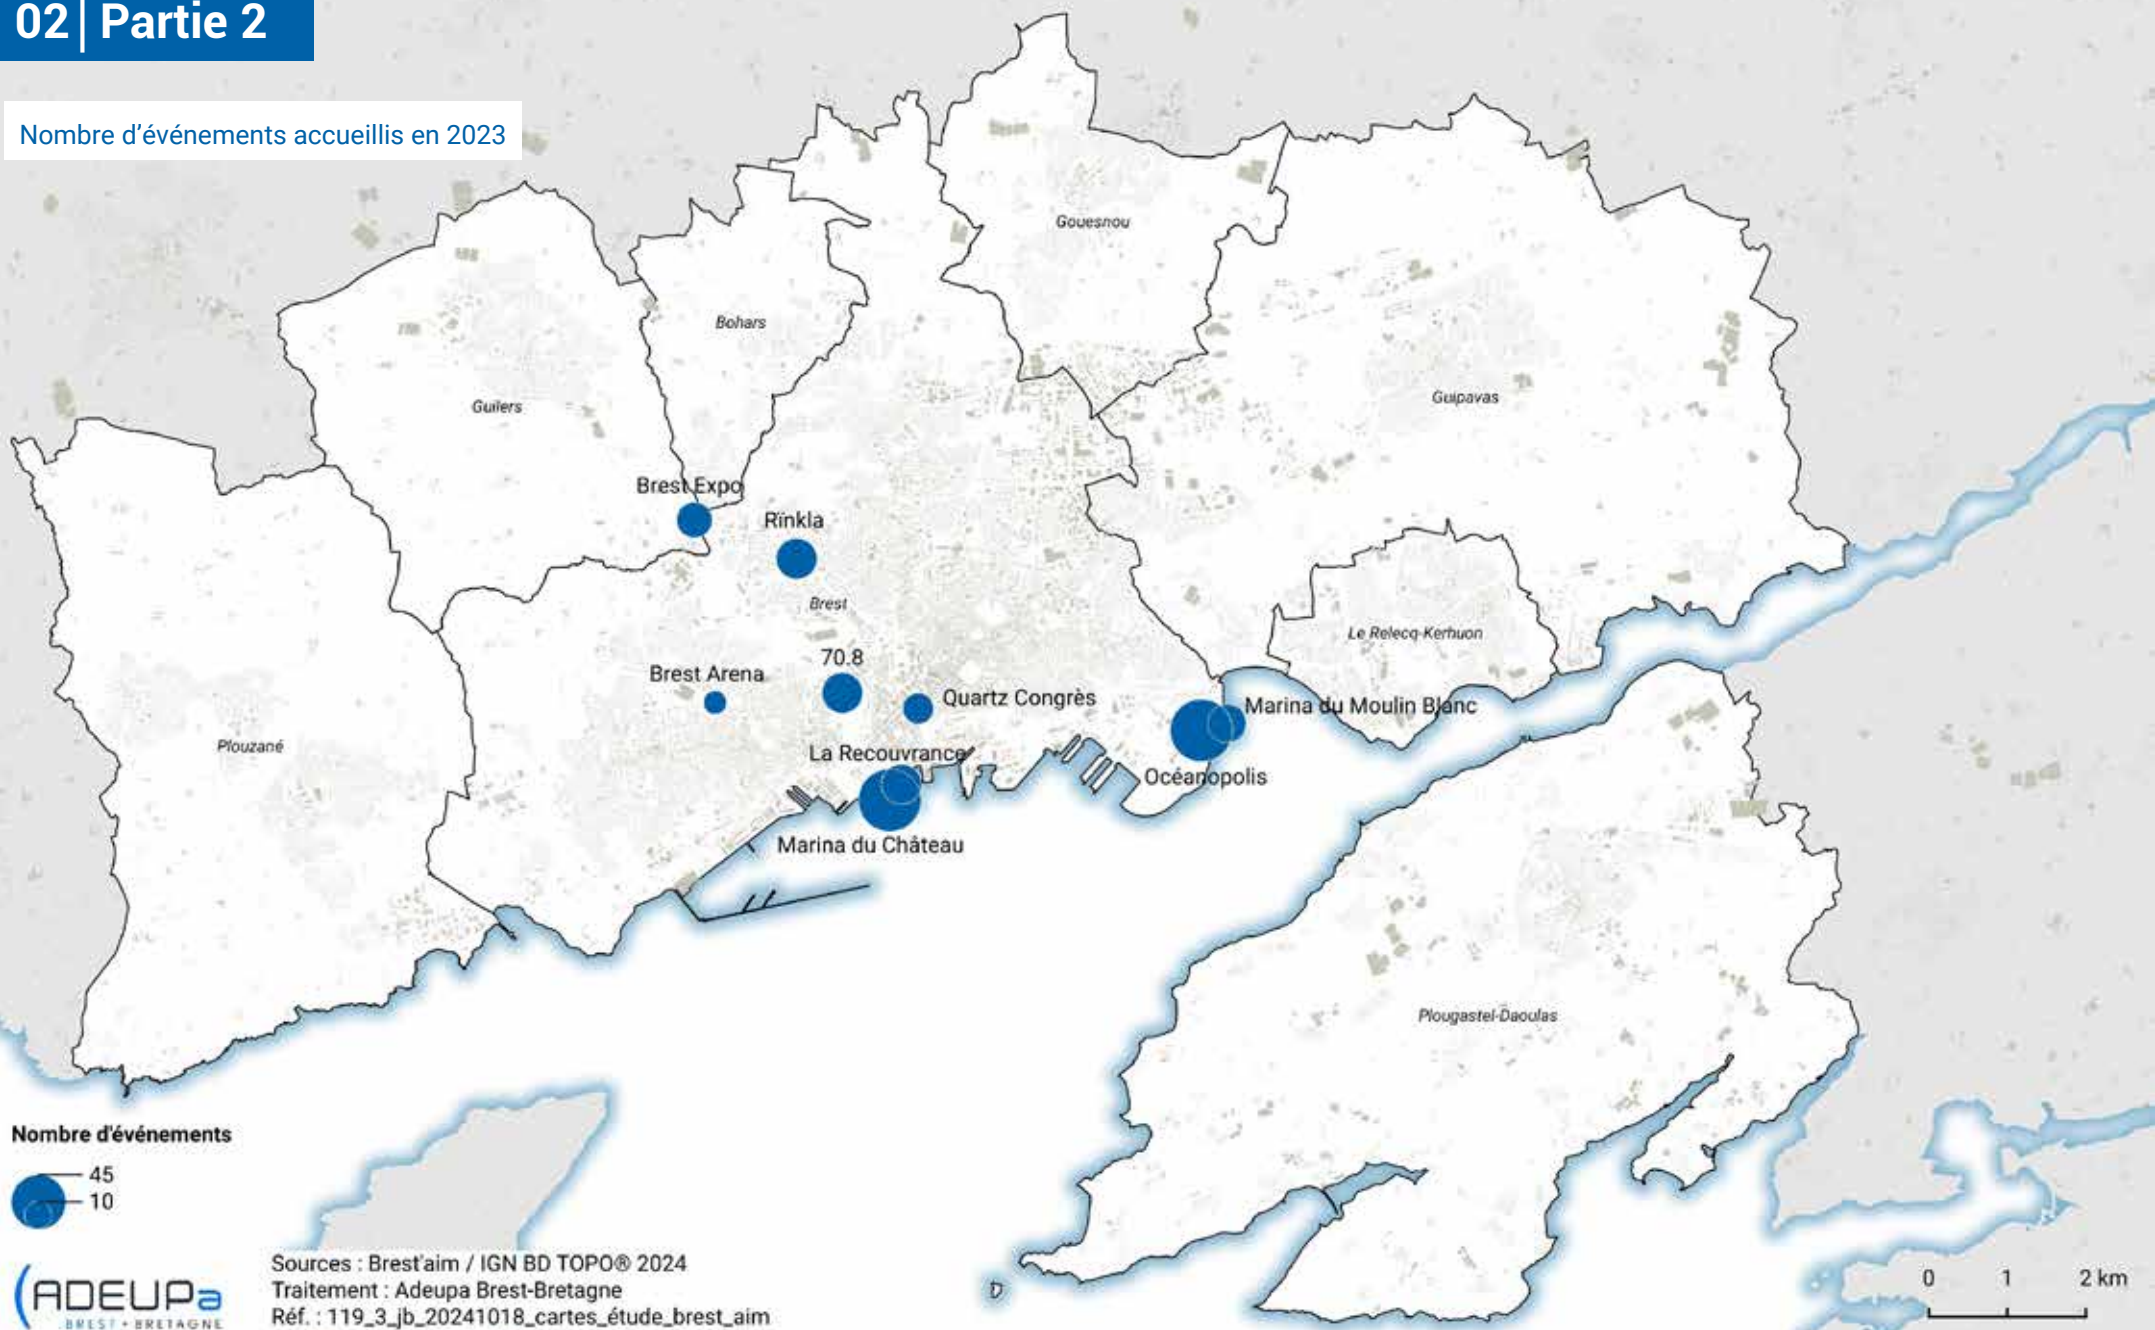 02 | Partie 2
Nombre d'événements accueillis en 2023
Gouesnou
Bohars
Guilers
Guipavas
Brest Expo
Rïnkla
Brest
Le Relecq-Kerhuon
70.8
Brest Arena
Quartz Congrès
Marina du Moulin Blanc
Plouzané
La Recouvrance
Océanopolis
Marina du Château
Plougastel-Daoulas
Nombre d'événements
45
10
ADEUPa
BREST • BRETAGNE
Sources : Brest'aim / IGN BD TOPO® 2024
Traitement : Adeupa Brest-Bretagne
Réf. : 119_3_jb_20241018_cartes_étude_brest_aim
0 1 2 km